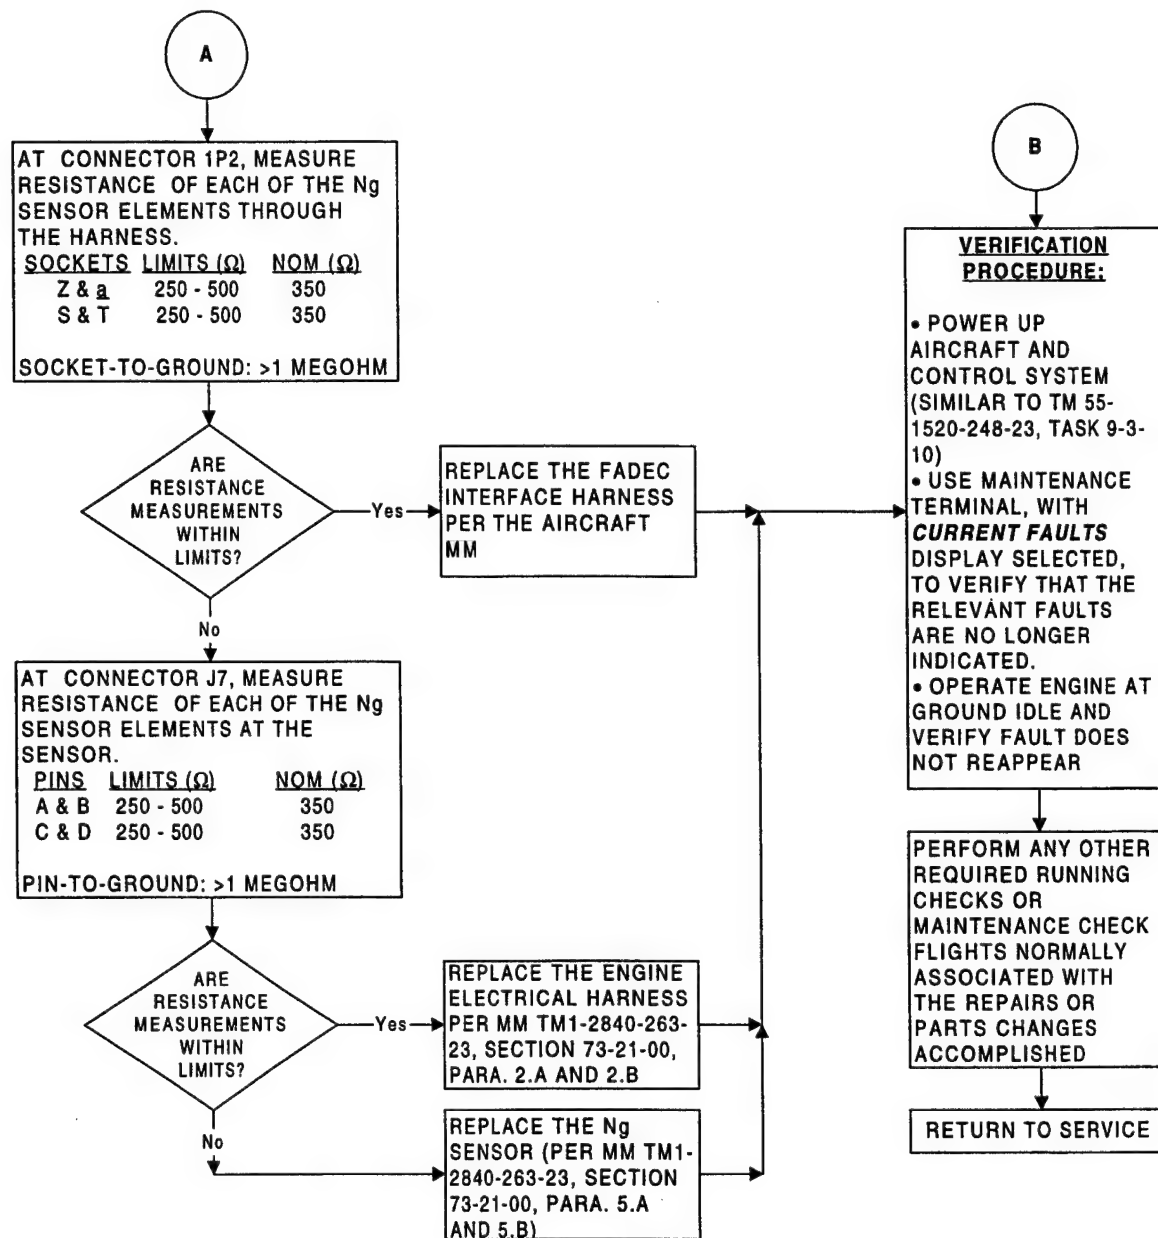 A
AT CONNECTOR 1P2, MEASURE
RESISTANCE OF EACH OF THE Ng
SENSOR ELEMENTS THROUGH
THE HARNESS.
SOCKETS LIMITS (Ω) NOM (Ω)
Z & a 250 - 500 350
S & T 250 - 500 350
SOCKET-TO-GROUND: >1 MEGOHM
ARE
RESISTANCE
MEASUREMENTS
WITHIN
LIMITS?
Yes
REPLACE THE FADEC
INTERFACE HARNESS
PER THE AIRCRAFT
MM
No
AT CONNECTOR J7, MEASURE
RESISTANCE OF EACH OF THE Ng
SENSOR ELEMENTS AT THE
SENSOR.
PINS LIMITS (Ω) NOM (Ω)
A & B 250 - 500 350
C & D 250 - 500 350
PIN-TO-GROUND: >1 MEGOHM
ARE
RESISTANCE
MEASUREMENTS
WITHIN
LIMITS?
Yes
REPLACE THE ENGINE
ELECTRICAL HARNESS
PER MM TM1-2840-263-
23, SECTION 73-21-00,
PARA. 2.A AND 2.B
No
REPLACE THE Ng
SENSOR (PER MM TM1-
2840-263-23, SECTION
73-21-00, PARA. 5.A
AND 5.B)
B
VERIFICATION
PROCEDURE:
• POWER UP
AIRCRAFT AND
CONTROL SYSTEM
(SIMILAR TO TM 55-
1520-248-23, TASK 9-3-
10)
• USE MAINTENANCE
TERMINAL, WITH
CURRENT FAULTS
DISPLAY SELECTED,
TO VERIFY THAT THE
RELEVANT FAULTS
ARE NO LONGER
INDICATED.
• OPERATE ENGINE AT
GROUND IDLE AND
VERIFY FAULT DOES
NOT REAPPEAR
PERFORM ANY OTHER
REQUIRED RUNNING
CHECKS OR
MAINTENANCE CHECK
FLIGHTS NORMALLY
ASSOCIATED WITH
THE REPAIRS OR
PARTS CHANGES
ACCOMPLISHED
RETURN TO SERVICE